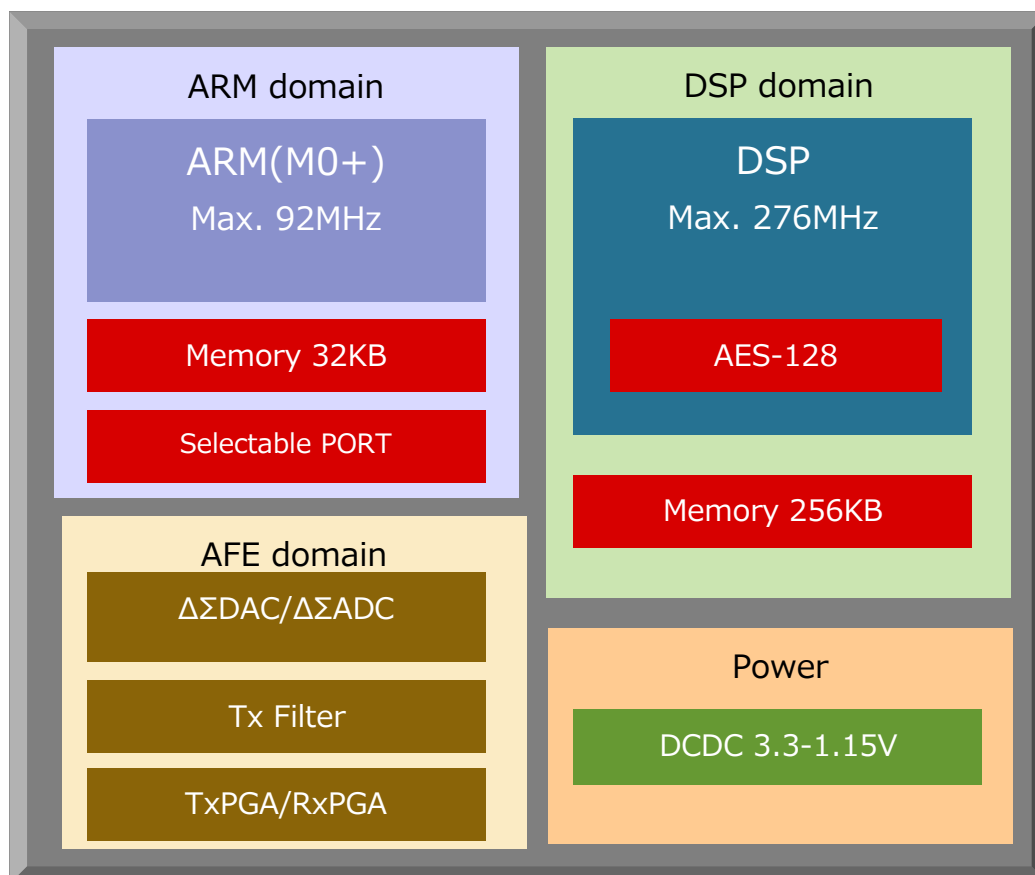 ARM domain
ARM(M0+)
Max. 92MHz
Memory 32KB
Selectable PORT
DSP domain
DSP
Max. 276MHz
AES-128
Memory 256KB
AFE domain
ΔΣDAC/ΔΣADC
Tx Filter
TxPGA/RxPGA
Power
DCDC 3.3-1.15V